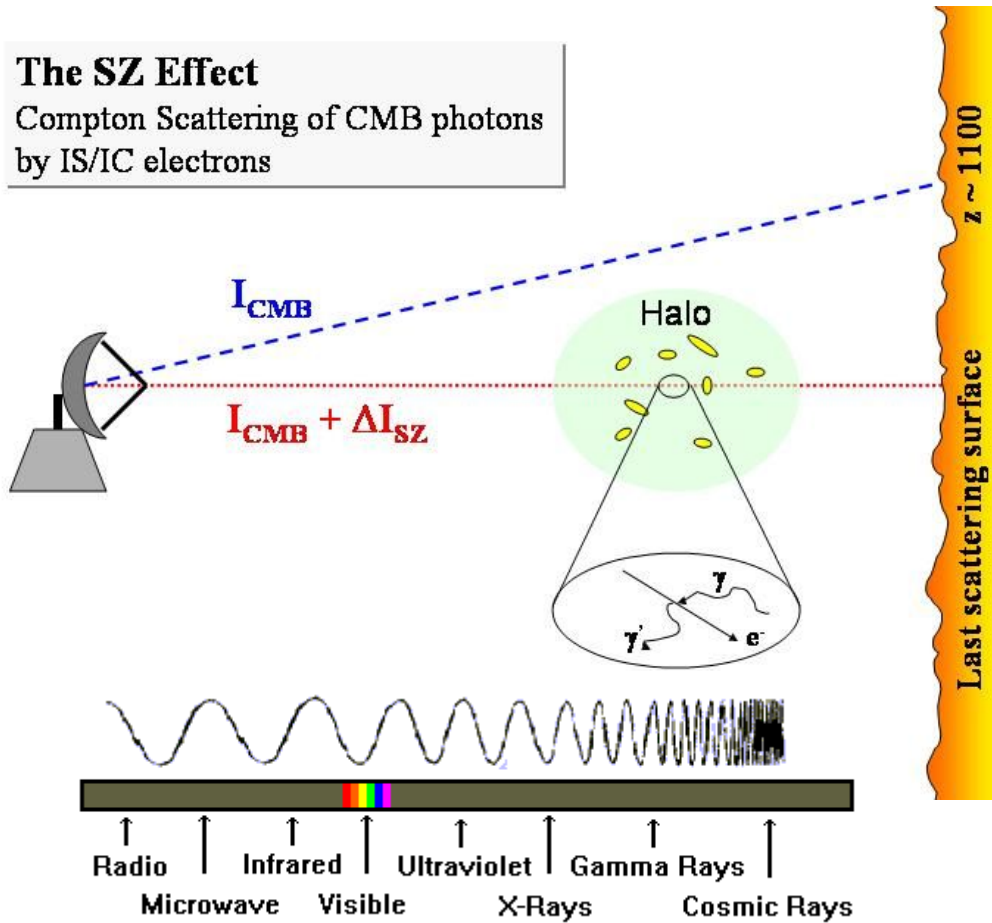 The SZ Effect
Compton Scattering of CMB photons
by IS/IC electrons
z ~ 1100
I_CMB
Halo
I_CMB + ΔI_SZ
Last scattering surface
γ
γ'
e-
Radio
Infrared
Ultraviolet
Gamma Rays
Microwave
Visible
X-Rays
Cosmic Rays